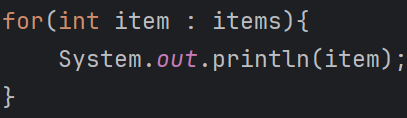 for(int item : items){
    System.out.println(item);
}